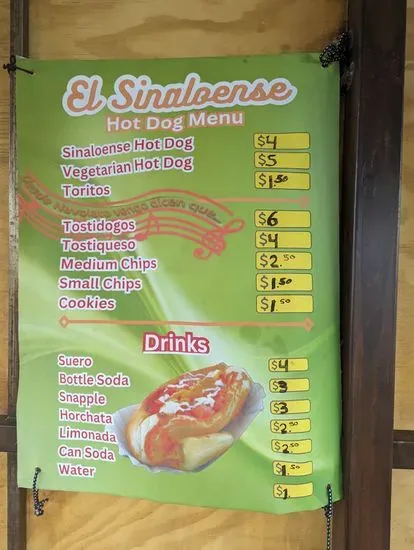 El Sinaloense
Hot Dog Menu
Sinaloense Hot Dog $4
Vegetarian Hot Dog $5
Toritos $1.50
dicen que...
Tostidogos $6
Tostiqueso $4
Medium Chips $2.50
Small Chips $1.50
Cookies $1.50
Drinks
Suero $4
Bottle Soda $3
Snapple $3
Horchata $2.50
Limonada $2.50
Can Soda $1.50
Water $1